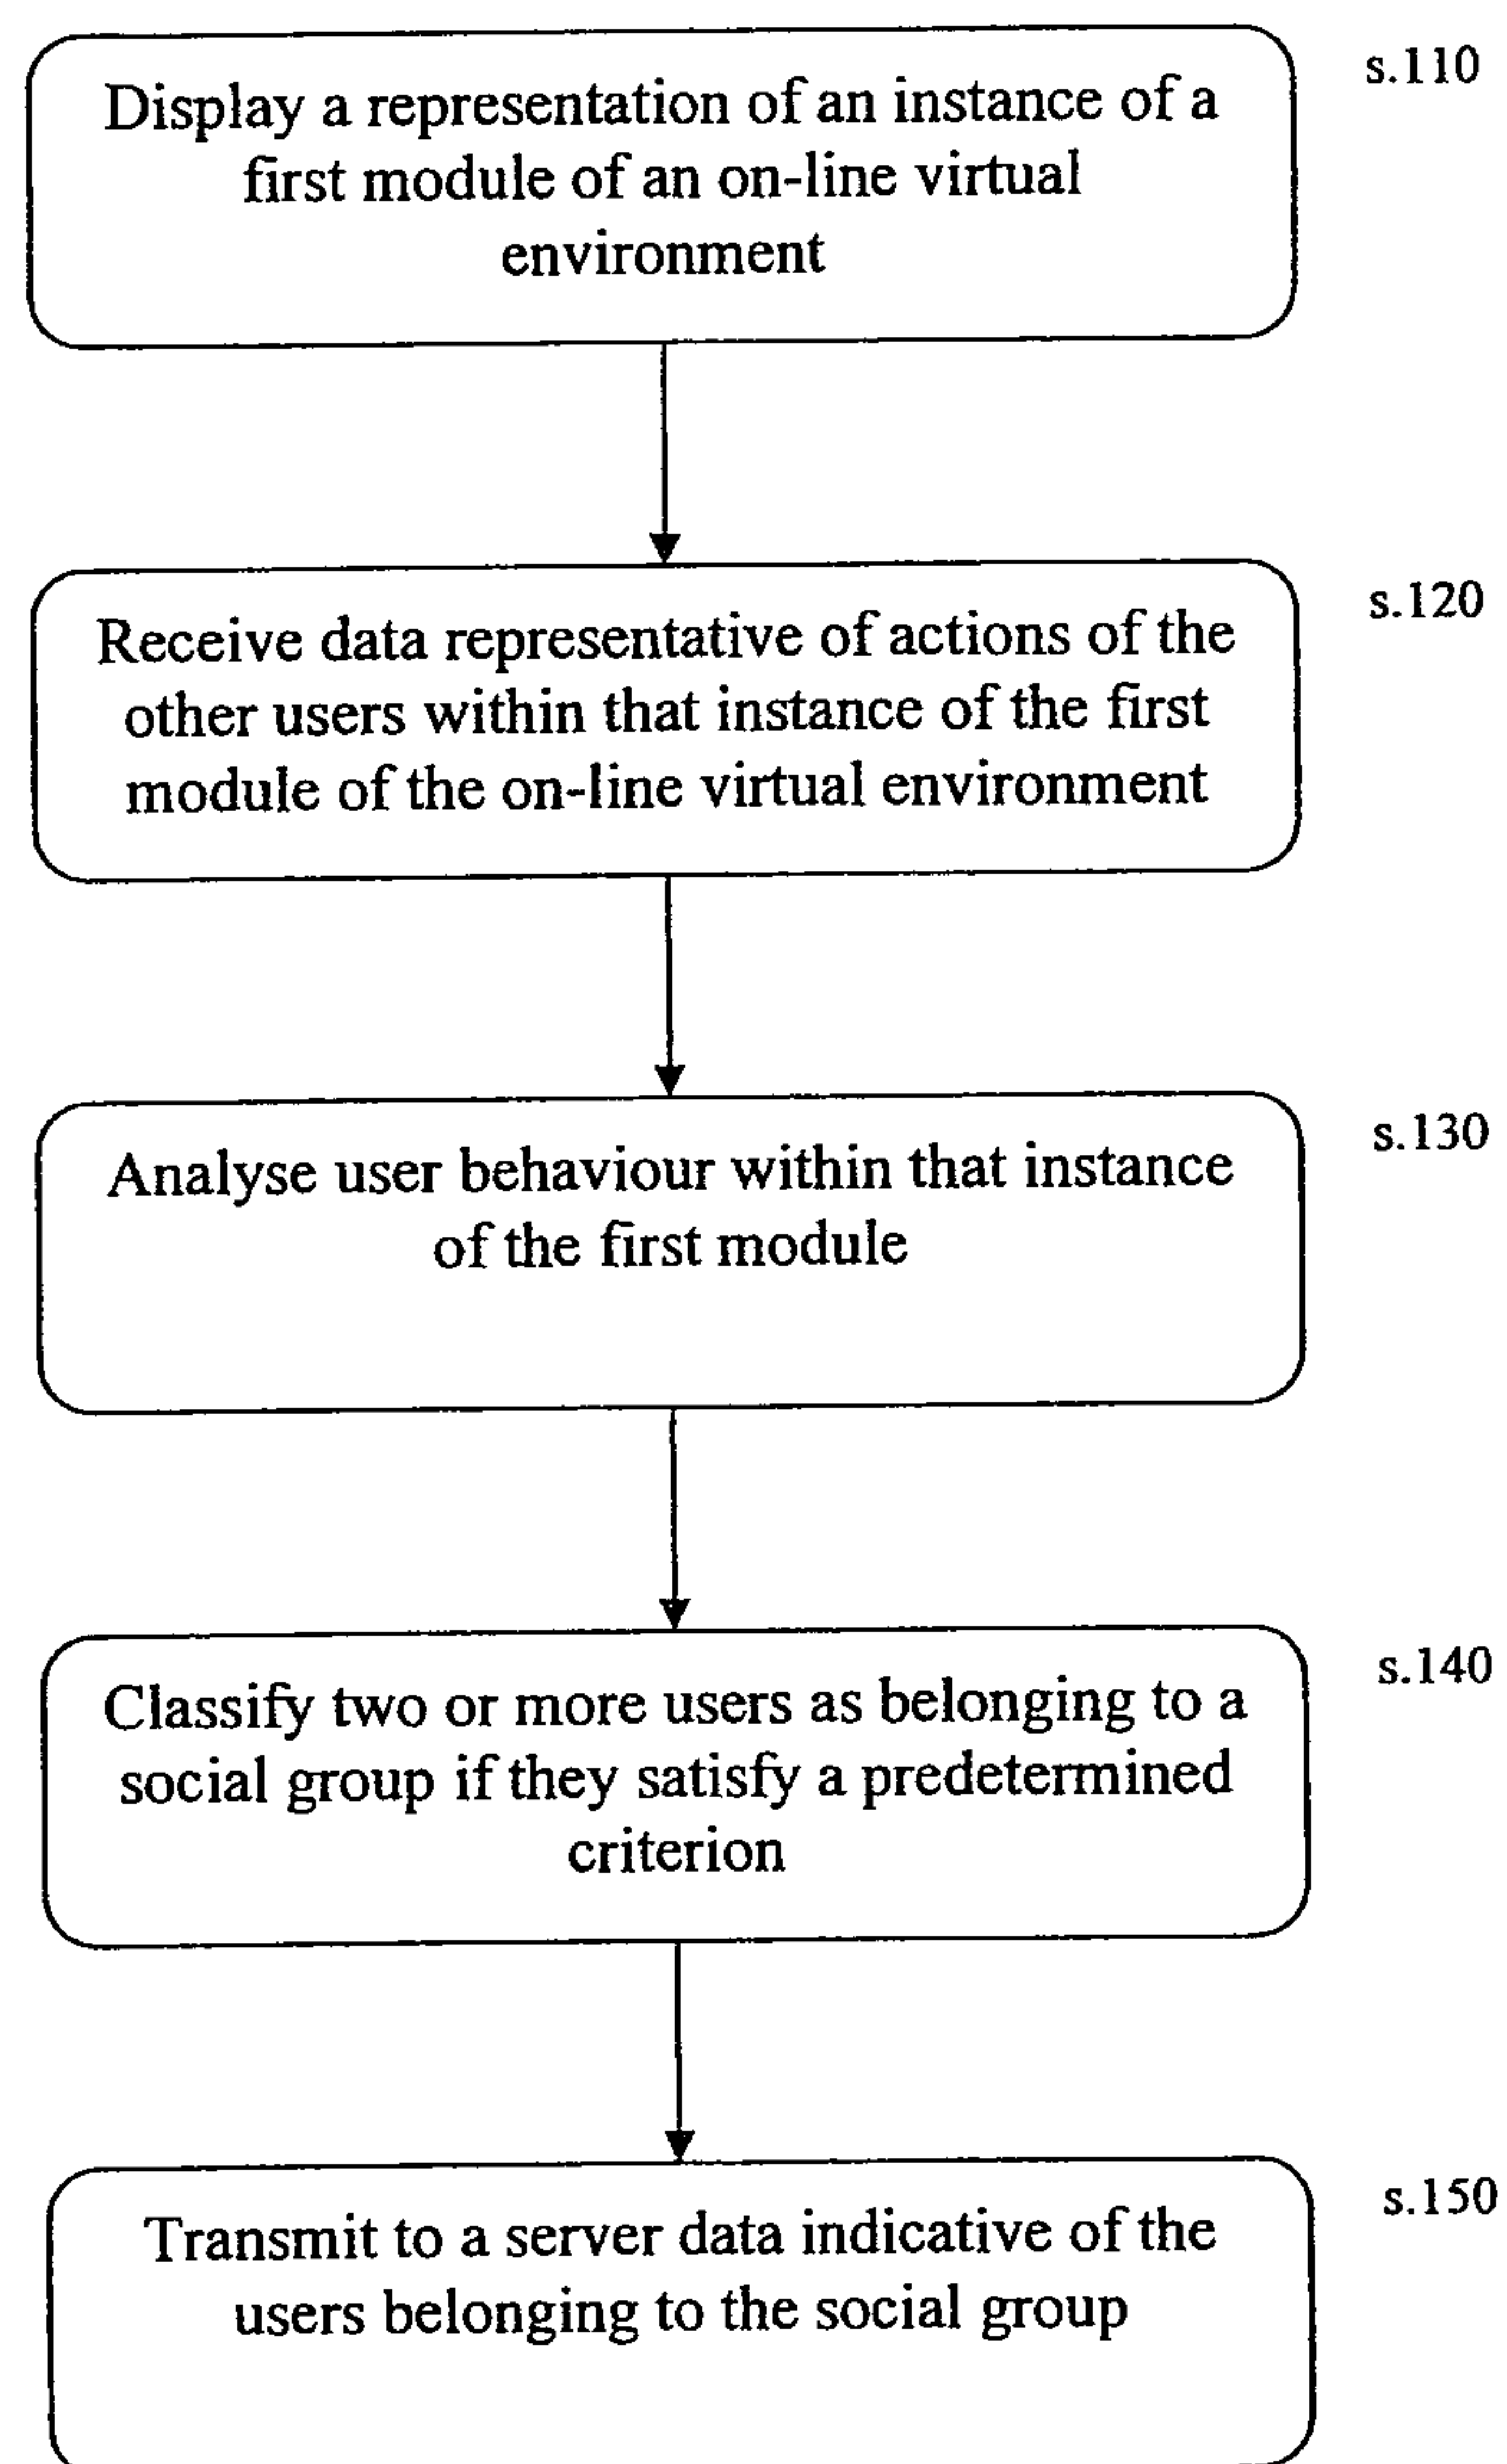 Display a representation of an instance of a
first module of an on-line virtual
environment
s.110
Receive data representative of actions of the
other users within that instance of the first
module of the on-line virtual environment
s.120
Analyse user behaviour within that instance
of the first module
s.130
Classify two or more users as belonging to a
social group if they satisfy a predetermined
criterion
s.140
Transmit to a server data indicative of the
users belonging to the social group
s.150